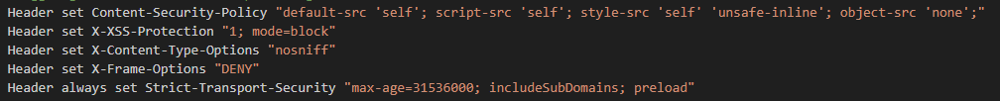 Header set Content-Security-Policy "default-src 'self'; script-src 'self'; style-src 'self' 'unsafe-inline'; object-src 'none';"
Header set X-XSS-Protection "1; mode=block"
Header set X-Content-Type-Options "nosniff"
Header set X-Frame-Options "DENY"
Header always set Strict-Transport-Security "max-age=31536000; includeSubDomains; preload"